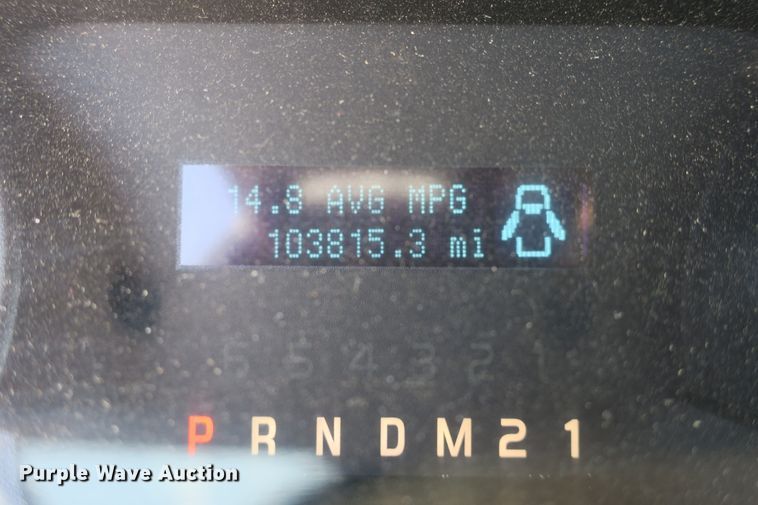 14.8 AVG MPG
103815.3 mi
6 5 4 3 2 1
P R N D M 2 1
Purple Wave Auction